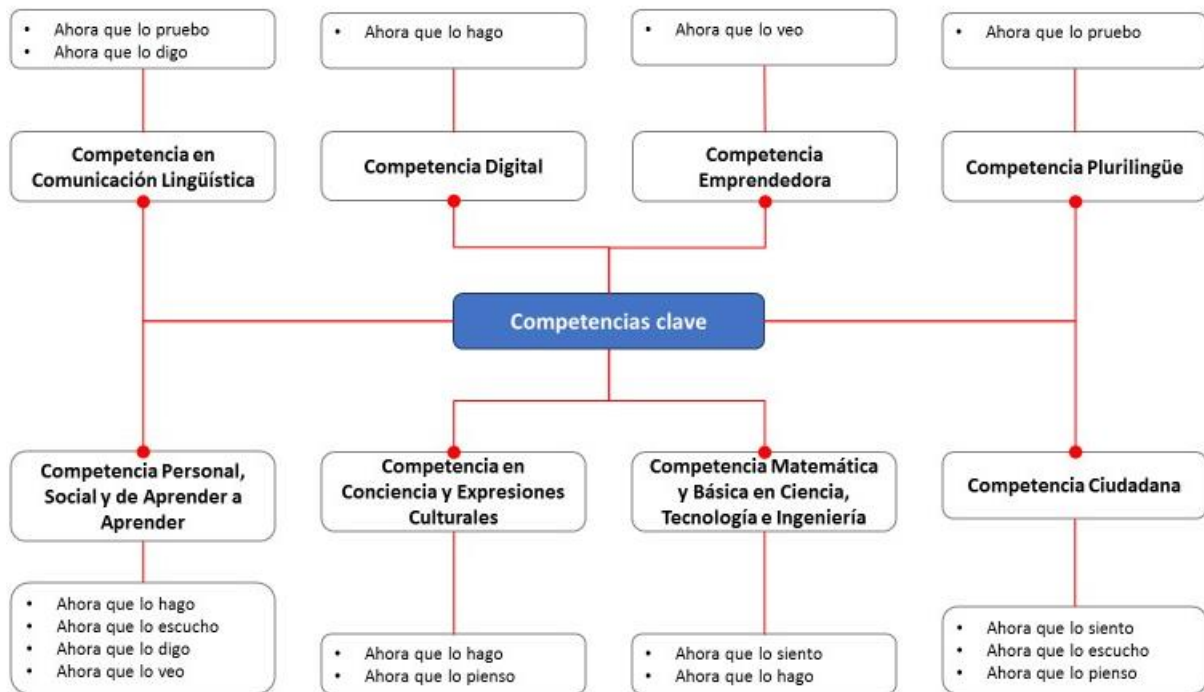 • Ahora que lo pruebo
• Ahora que lo digo
• Ahora que lo hago
• Ahora que lo veo
• Ahora que lo pruebo
Competencia en
Comunicación Lingüística
Competencia Digital
Competencia
Emprendedora
Competencia Plurilingüe
Competencias clave
Competencia Personal,
Social y de Aprender a
Aprender
Competencia en
Conciencia y Expresiones
Culturales
Competencia Matemática
y Básica en Ciencia,
Tecnología e Ingeniería
Competencia Ciudadana
• Ahora que lo hago
• Ahora que lo escucho
• Ahora que lo digo
• Ahora que lo veo
• Ahora que lo hago
• Ahora que lo pienso
• Ahora que lo siento
• Ahora que lo hago
• Ahora que lo siento
• Ahora que lo escucho
• Ahora que lo pienso